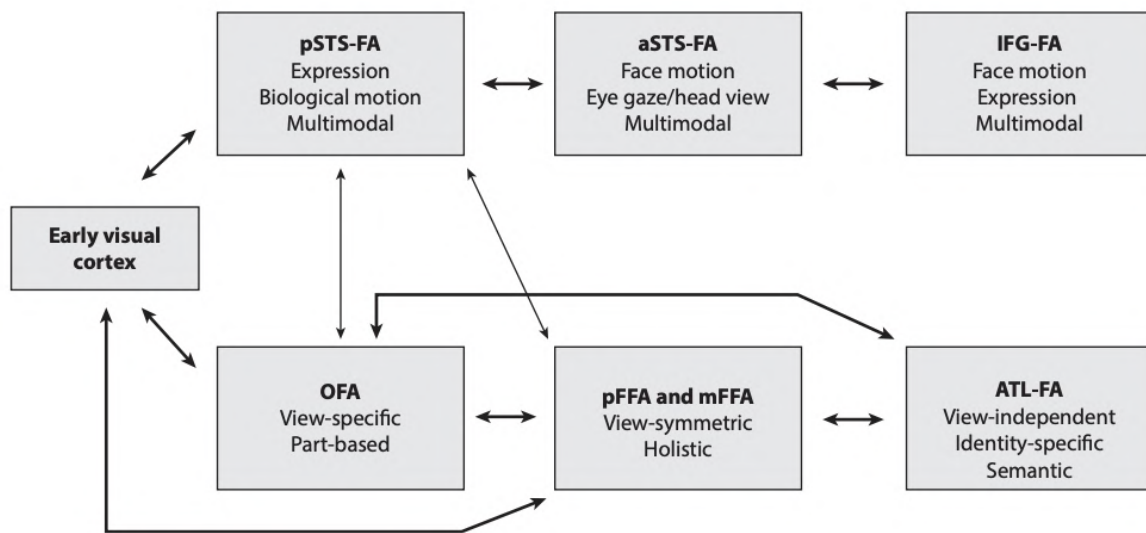 pSTS-FA
Expression
Biological motion
Multimodal
aSTS-FA
Face motion
Eye gaze/head view
Multimodal
IFG-FA
Face motion
Expression
Multimodal
Early visual
cortex
OFA
View-specific
Part-based
pFFA and mFFA
View-symmetric
Holistic
ATL-FA
View-independent
Identity-specific
Semantic